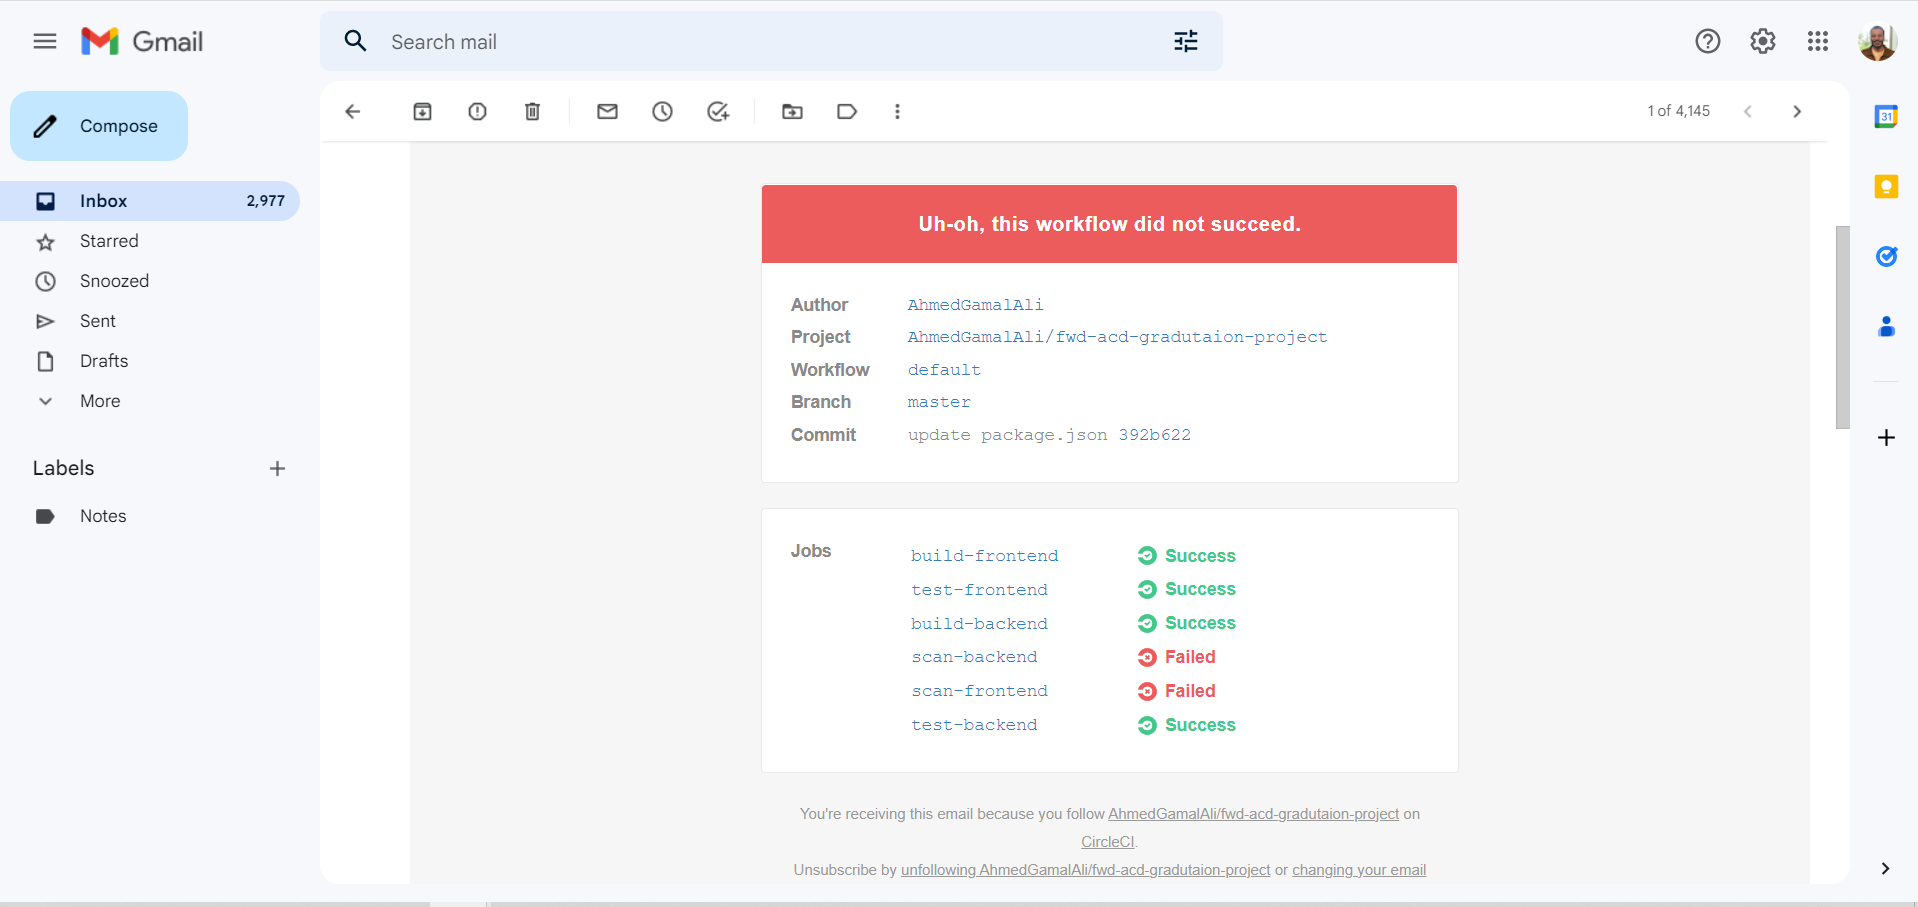 Gmail
Search mail
Compose
1 of 4,145
31
Inbox 2,977
Starred
Snoozed
Sent
Drafts
More
Labels
Notes
Uh-oh, this workflow did not succeed.
Author AhmedGamalAli
Project AhmedGamalAli/fwd-acd-gradutaion-project
Workflow default
Branch master
Commit update package.json 392b622
Jobs build-frontend Success
test-frontend Success
build-backend Success
scan-backend Failed
scan-frontend Failed
test-backend Success
You're receiving this email because you follow AhmedGamalAli/fwd-acd-gradutaion-project on
CircleCI.
Unsubscribe by unfollowing AhmedGamalAli/fwd-acd-gradutaion-project or changing your email